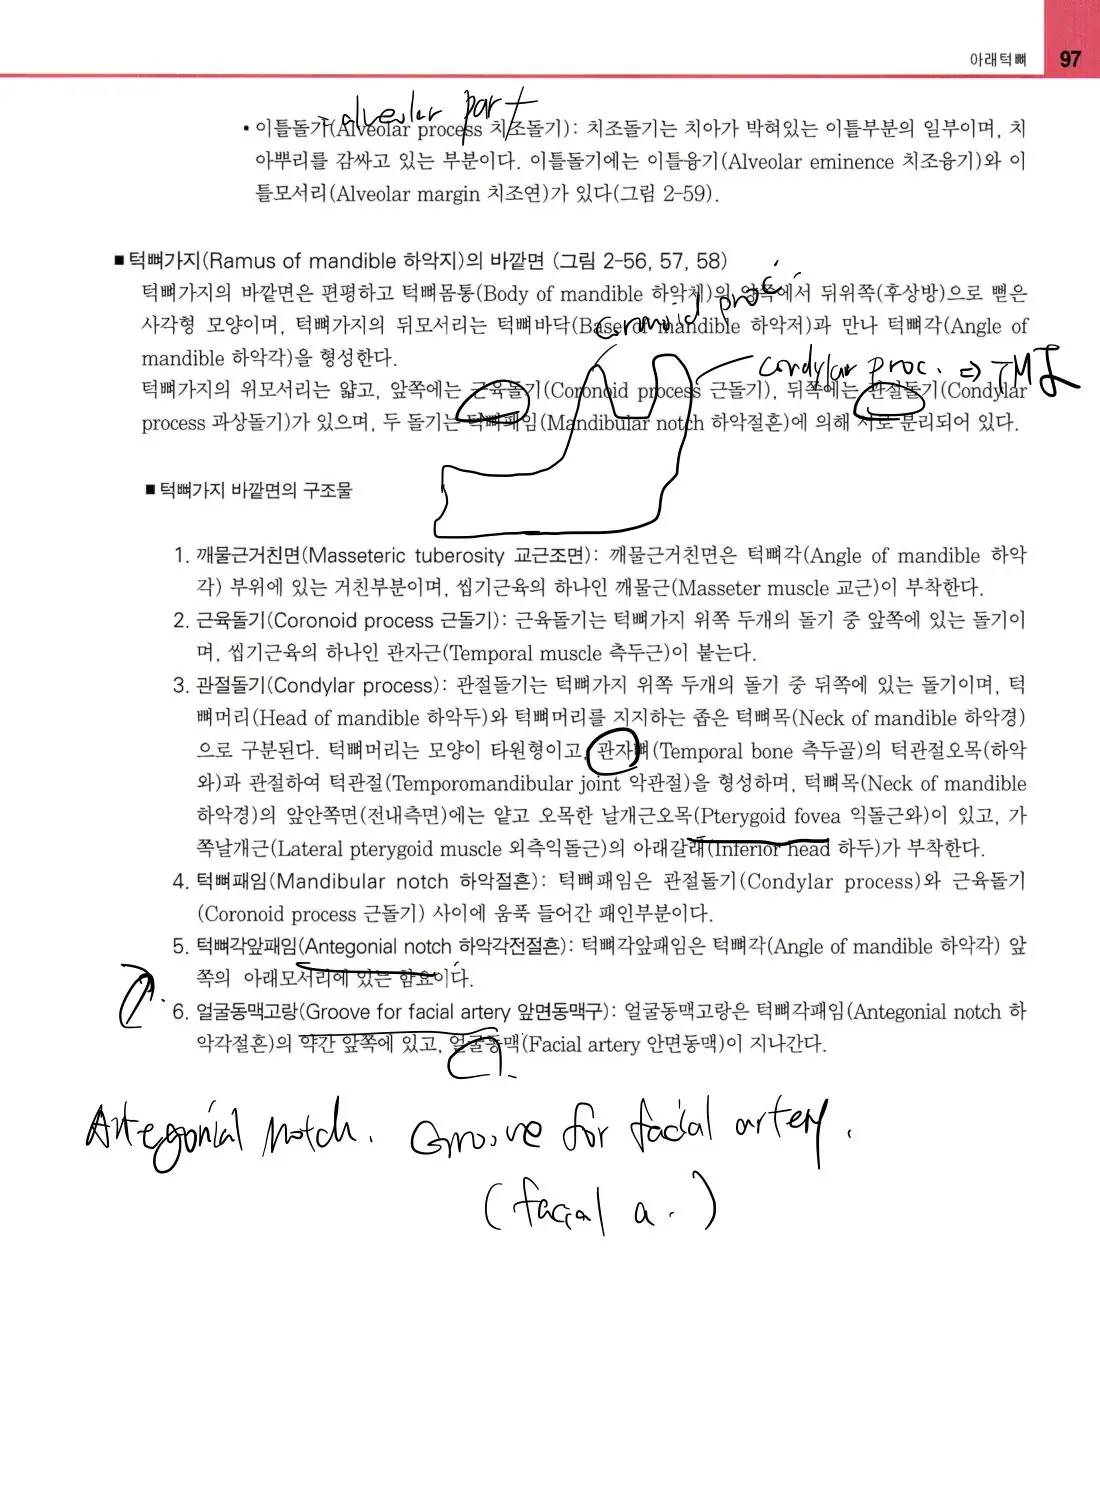 아래턱뼈 97
= alveolar part
• 이틀돌기(Alveolar process 치조돌기): 치조돌기는 치아가 박혀있는 이틀부분의 일부이며, 치
아뿌리를 감싸고 있는 부분이다. 이틀돌기에는 이틀융기(Alveolar eminence 치조융기)와 이
틀모서리(Alveolar margin 치조연)가 있다(그림 2-59).
■ 턱뼈가지(Ramus of mandible 하악지)의 바깥면 (그림 2-56, 57, 58)
턱뼈가지의 바깥면은 편평하고 턱뼈몸통(Body of mandible 하악체)의 양쪽에서 뒤위쪽(후상방)으로 뻗은
Coronoid proc.
사각형 모양이며, 턱뼈가지의 뒤모서리는 턱뼈바닥(Base of mandible 하악저)과 만나 턱뼈각(Angle of
mandible 하악각)을 형성한다.
Condylar proc. ⇒ TMJ
턱뼈가지의 위모서리는 얇고, 앞쪽에는 근육돌기(Coronoid process 근돌기), 뒤쪽에는 관절돌기(Condylar
process 과상돌기)가 있으며, 두 돌기는 턱뼈패임(Mandibular notch 하악절흔)에 의해 서로 분리되어 있다.
■ 턱뼈가지 바깥면의 구조물
1. 깨물근거친면(Masseteric tuberosity 교근조면): 깨물근거친면은 턱뼈각(Angle of mandible 하악
각) 부위에 있는 거친부분이며, 씹기근육의 하나인 깨물근(Masseter muscle 교근)이 부착한다.
2. 근육돌기(Coronoid process 근돌기): 근육돌기는 턱뼈가지 위쪽 두개의 돌기 중 앞쪽에 있는 돌기이
며, 씹기근육의 하나인 관자근(Temporal muscle 측두근)이 붙는다.
3. 관절돌기(Condylar process): 관절돌기는 턱뼈가지 위쪽 두개의 돌기 중 뒤쪽에 있는 돌기이며, 턱
뼈머리(Head of mandible 하악두)와 턱뼈머리를 지지하는 좁은 턱뼈목(Neck of mandible 하악경)
으로 구분된다. 턱뼈머리는 모양이 타원형이고, 관자뼈(Temporal bone 측두골)의 턱관절오목(하악
와)과 관절하여 턱관절(Temporomandibular joint 악관절)을 형성하며, 턱뼈목(Neck of mandible
하악경)의 앞안쪽면(전내측면)에는 얕고 오목한 날개근오목(Pterygoid fovea 익돌근와)이 있고, 가
쪽날개근(Lateral pterygoid muscle 외측익돌근)의 아래갈래(Inferior head 하두)가 부착한다.
4. 턱뼈패임(Mandibular notch 하악절흔): 턱뼈패임은 관절돌기(Condylar process)와 근육돌기
(Coronoid process 근돌기) 사이에 움푹 들어간 패인부분이다.
5. 턱뼈각앞패임(Antegonial notch 하악각전절흔): 턱뼈각앞패임은 턱뼈각(Angle of mandible 하악각) 앞
쪽의 아래모서리에 있는 함요이다.
6. 얼굴동맥고랑(Groove for facial artery 앞면동맥구): 얼굴동맥고랑은 턱뼈각패임(Antegonial notch 하
악각절흔)의 약간 앞쪽에 있고, 얼굴동맥(Facial artery 안면동맥)이 지나간다.
Antegonial notch. Groove for facial artery.
(facial a.)